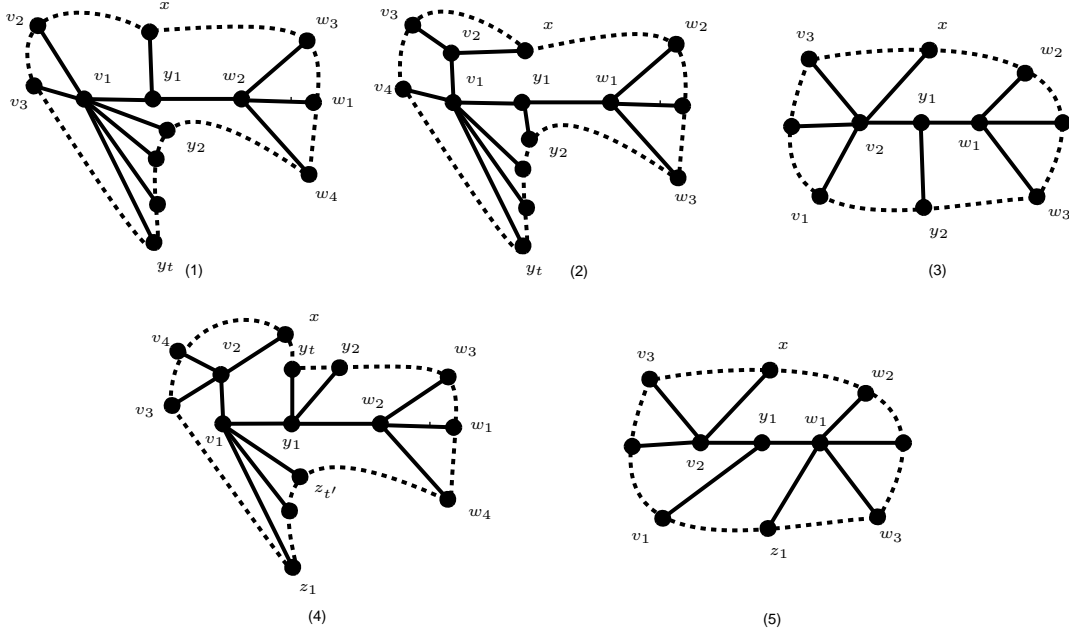 x
v₂
w₃
v₁
y₁
w₂
v₃
w₁
y₂
w₄
yₜ
(1)
v₃
x
w₂
v₂
v₁
y₁
w₁
v₄
y₂
w₃
yₜ
(2)
v₃
x
w₂
y₁
v₂
w₁
v₁
y₂
w₃
(3)
x
v₄
v₂
yₜ
y₂
w₃
w₂
v₃
v₁
y₁
w₁
zₜ′
w₄
z₁
(4)
v₃
x
w₂
y₁
w₁
v₂
v₁
z₁
w₃
(5)